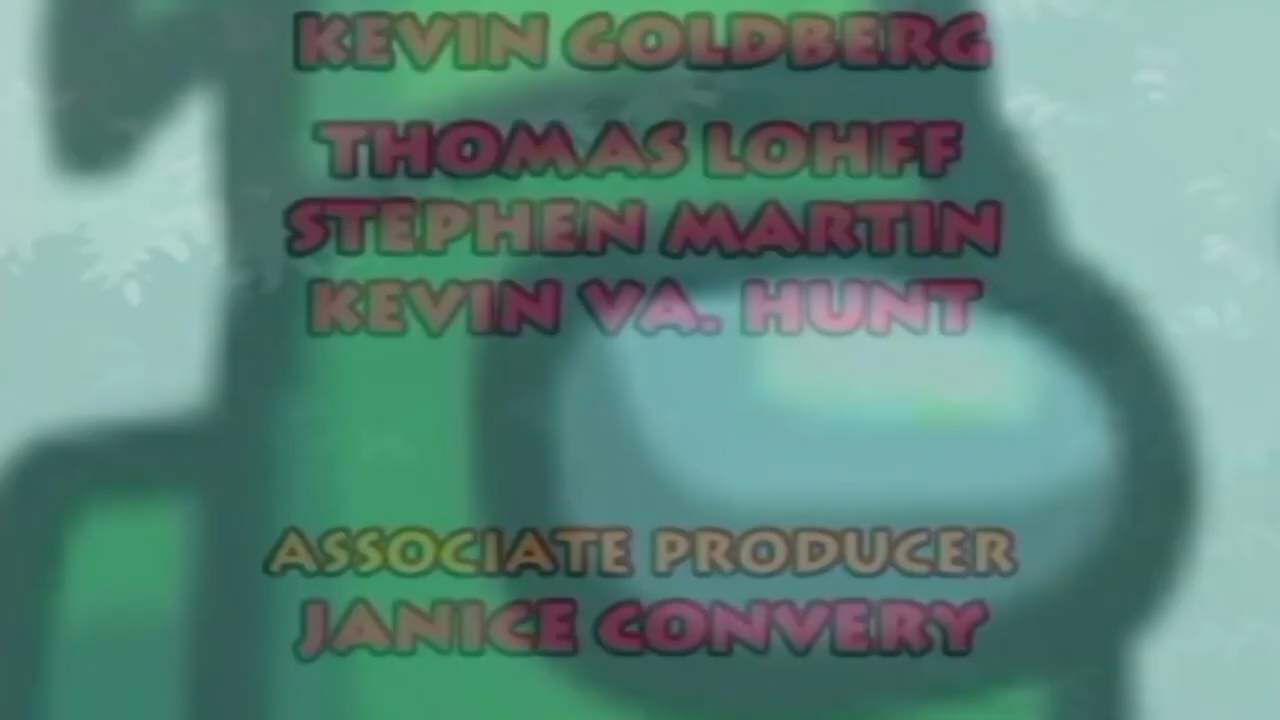 KEVIN GOLDBERG
THOMAS LOHFF
STEPHEN MARTIN
KEVIN VA. HUNT
ASSOCIATE PRODUCER
JANICE CONVERY